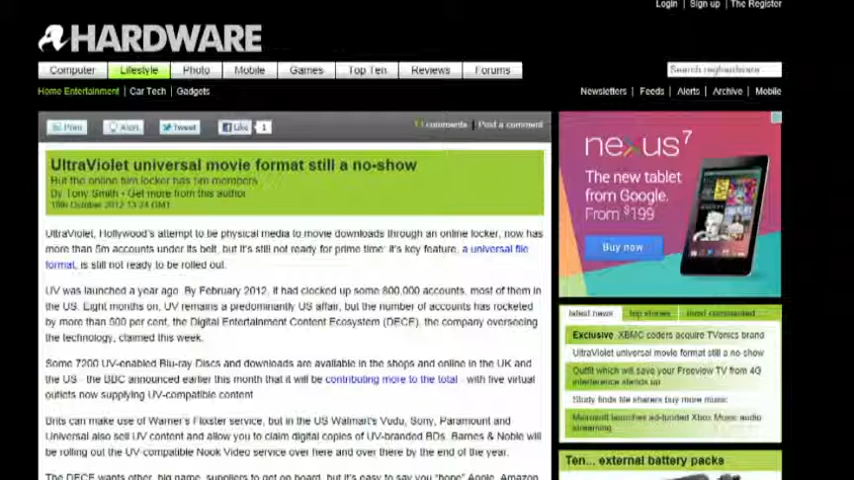 Login | Sign up | The Register
HARDWARE
Computer Lifestyle Photo Mobile Games Top Ten Reviews Forums
Search reghardware
Home Entertainment Car Tech Gadgets
Newsletters Feeds Alerts Archive Mobile
Print Alert Tweet Like 1
comments Post a comment
UltraViolet universal movie format still a no-show
But the online film locker has 5m members
By Tony Smith • Get more from this author
October 2012 13:24 GMT
UltraViolet, Hollywood's attempt to tie physical media to movie downloads through an online locker, now has
more than 5m accounts under its belt, but it's still not ready for prime time: it's key feature, a universal file
format, is still not ready to be rolled out.
UV was launched a year ago. By February 2012, it had clocked up some 800,000 accounts, most of them in
the US. Eight months on, UV remains a predominantly US affair, but the number of accounts has rocketed
by more than 500 per cent, the Digital Entertainment Content Ecosystem (DECE), the company overseeing
the technology, claimed this week.
Some 7200 UV-enabled Blu-ray Discs and downloads are available in the shops and online in the UK and
the US - the BBC announced earlier this month that it will be contributing more to the total - with five virtual
outlets now supplying UV-compatible content
Brits can make use of Warner's Flixster service, but in the US Walmart's Vudu, Sony, Paramount and
Universal also sell UV content and allow you to claim digital copies of UV-branded BDs. Barnes & Noble will
be rolling out the UV-compatible Nook Video service over here and over there by the end of the year.
The DECE wants other, big name, suppliers to get on board, but it's easy to say "hope" Apple, Amazon
nexus 7
The new tablet
from Google.
From $199
Buy now
latest news top stories most commented
Exclusive XBMC coders acquire TVonics brand
UltraViolet universal movie format still a no-show
Outfit which will save your Freeview TV from 4G
interference stands up
Study finds file sharers buy more music
Microsoft launches ad-funded Xbox Music audio
streaming
Ten... external battery packs